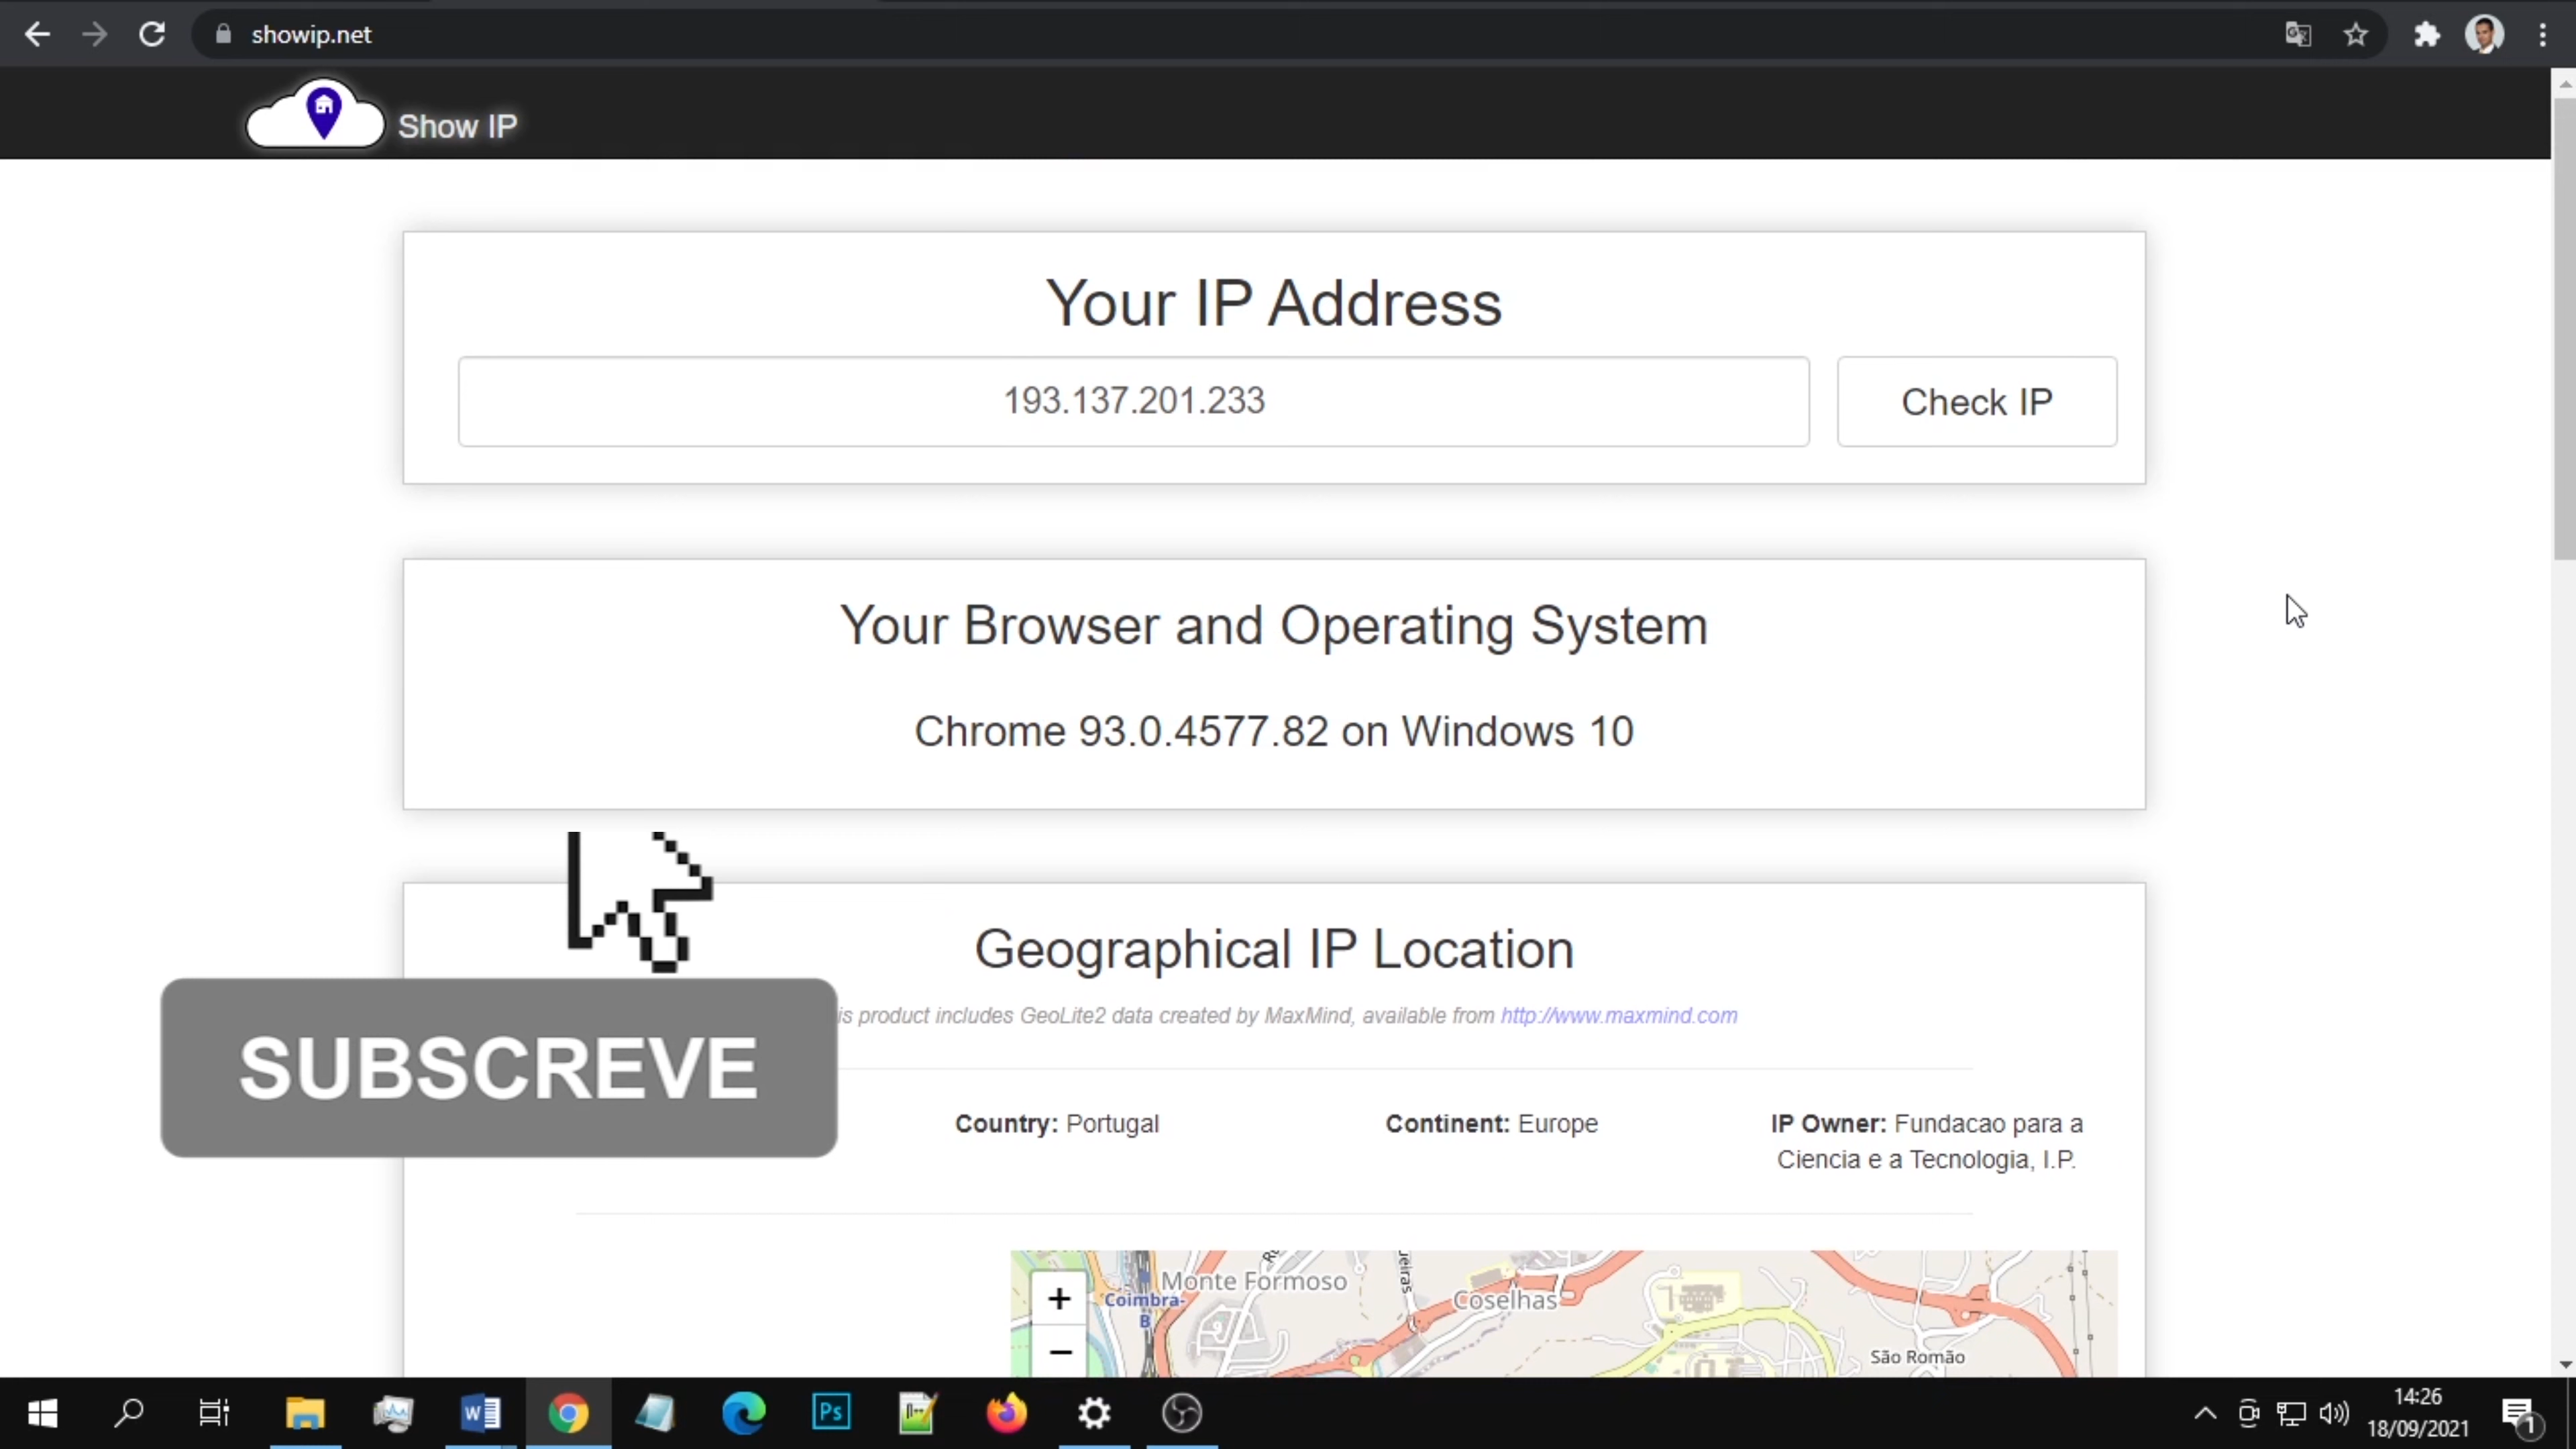 showip.net
Show IP
Your IP Address
193.137.201.233
Check IP
Your Browser and Operating System
Chrome 93.0.4577.82 on Windows 10
Geographical IP Location
is product includes GeoLite2 data created by MaxMind, available from http://www.maxmind.com
SUBSCREVE
Country: Portugal
Continent: Europe
IP Owner: Fundacao para a
Ciencia e a Tecnologia, I.P.
+
Monte Formoso
Coimbra-
B
ueiras
Coselhas
−
São Romão
W
Ps
14:26
18/09/2021
1